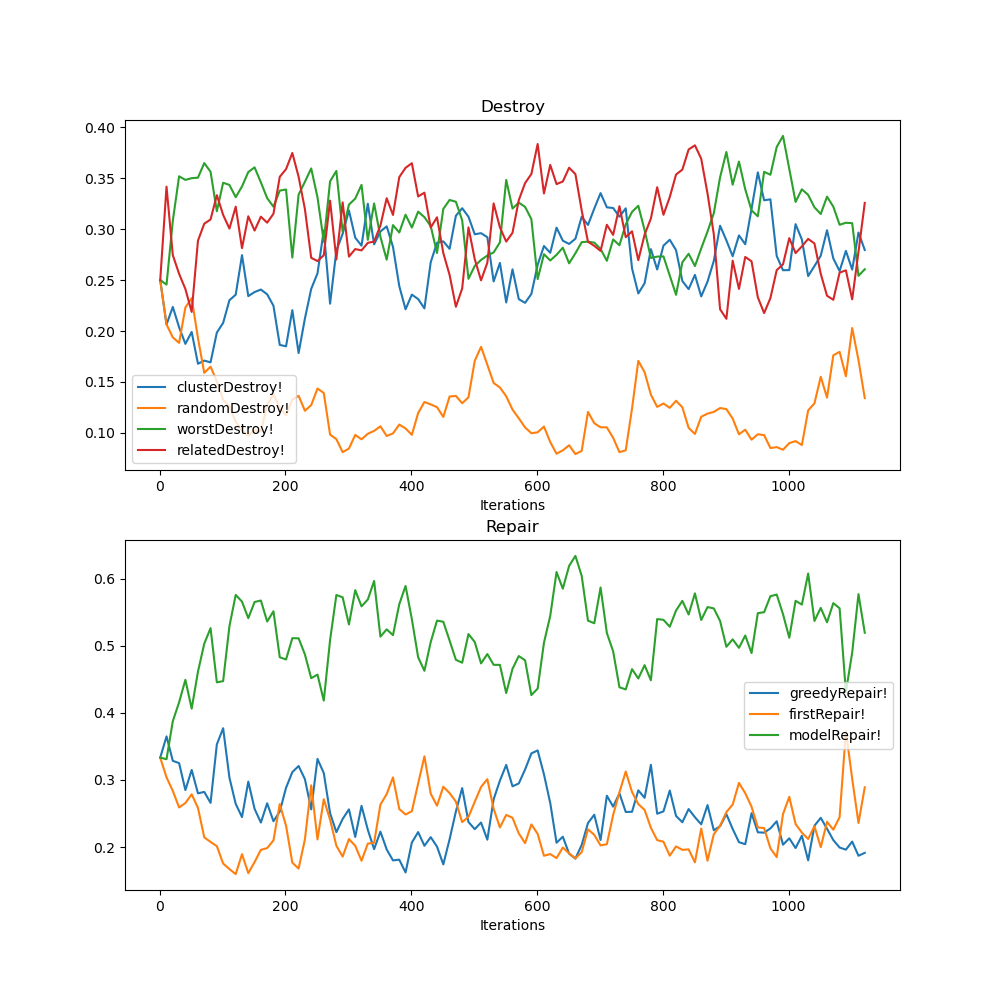 Destroy
0.40
0.35
0.30
0.25
0.20
0.15
0.10
clusterDestroy!
randomDestroy!
worstDestroy!
relatedDestroy!
0 200 400 600 800 1000
Iterations
Repair
0.6
0.5
0.4
0.3
0.2
greedyRepair!
firstRepair!
modelRepair!
0 200 400 600 800 1000
Iterations